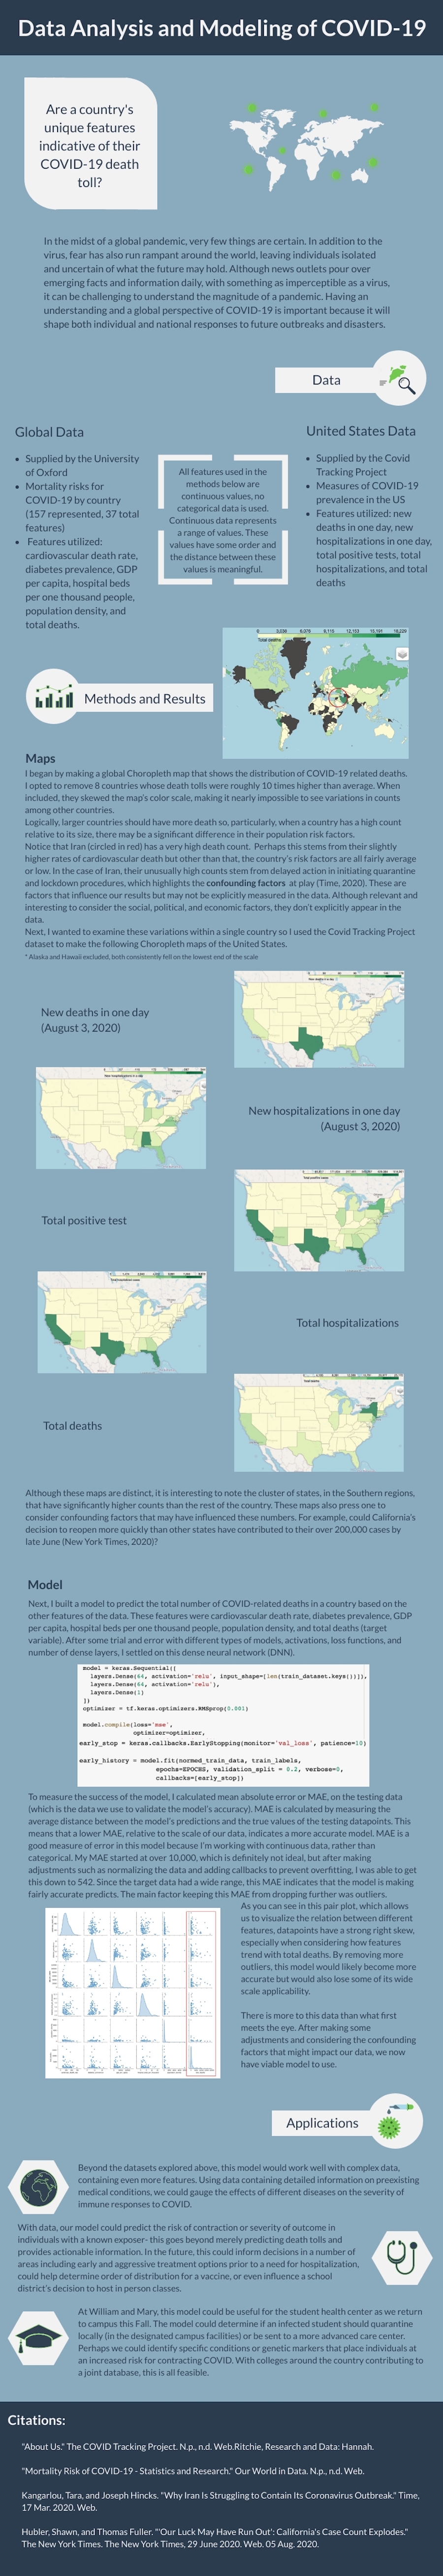 Data Analysis and Modeling of COVID-19
Are a country's
unique features
indicative of their
COVID-19 death
toll?
In the midst of a global pandemic, very few things are certain. In addition to the
virus, fear has also run rampant around the world, leaving individuals isolated
and uncertain of what the future may hold. Although news outlets pour over
emerging facts and information daily, with something as imperceptible as a virus,
it can be challenging to understand the magnitude of a pandemic. Having an
understanding and a global perspective of COVID-19 is important because it will
shape both individual and national responses to future outbreaks and disasters.
Data
Global Data
• Supplied by the University
of Oxford
• Mortality risks for
COVID-19 by country
(157 represented, 37 total
features)
• Features utilized:
cardiovascular death rate,
diabetes prevalence, GDP
per capita, hospital beds
per one thousand people,
population density, and
total deaths.
All features used in the
methods below are
continuous values, no
categorical data is used.
Continuous data represents
a range of values. These
values have some order and
the distance between these
values is meaningful.
United States Data
• Supplied by the Covid
Tracking Project
• Measures of COVID-19
prevalence in the US
• Features utilized: new
deaths in one day, new
hospitalizations in one day,
total positive tests, total
hospitalizations, and total
deaths
Total deaths
Methods and Results
Maps
I began by making a global Choropleth map that shows the distribution of COVID-19 related deaths.
I opted to remove 8 countries whose death tolls were roughly 10 times higher than average. When
included, they skewed the map's color scale, making it nearly impossible to see variations in counts
among other countries.
Logically, larger countries should have more death so, particularly, when a country has a high count
relative to its size, there may be a significant difference in their population risk factors.
Notice that Iran (circled in red) has a very high death count. Perhaps this stems from their slightly
higher rates of cardiovascular death but other than that, the country's risk factors are all fairly average
or low. In the case of Iran, their unusually high counts stem from delayed action in initiating quarantine
and lockdown procedures, which highlights the confounding factors at play (Time, 2020). These are
factors that influence our results but may not be explicitly measured in the data. Although relevant and
interesting to consider the social, political, and economic factors, they don't explicitly appear in the
data.
Next, I wanted to examine these variations within a single country so I used the Covid Tracking Project
dataset to make the following Choropleth maps of the United States.
* Alaska and Hawaii excluded, both consistently fell on the lowest end of the scale
New deaths in one day
(August 3, 2020)
New hospitalizations in one day
(August 3, 2020)
Total positive test
Total hospitalizations
Total deaths
Although these maps are distinct, it is interesting to note the cluster of states, in the Southern regions,
that have significantly higher counts than the rest of the country. These maps also press one to
consider confounding factors that may have influenced these numbers. For example, could California's
decision to reopen more quickly than other states have contributed to their over 200,000 cases by
late June (New York Times, 2020)?
Model
Next, I built a model to predict the total number of COVID-related deaths in a country based on the
other features of the data. These features were cardiovascular death rate, diabetes prevalence, GDP
per capita, hospital beds per one thousand people, population density, and total deaths (target
variable). After some trial and error with different types of models, activations, loss functions, and
number of dense layers, I settled on this dense neural network (DNN).
model = keras.Sequential([
layers.Dense(64, activation='relu', input_shape=[len(train_dataset.keys())]),
layers.Dense(64, activation='relu'),
layers.Dense(1)
])
optimizer = tf.keras.optimizers.RMSprop(0.001)
model.compile(loss='mse',
optimizer=optimizer,
early_stop = keras.callbacks.EarlyStopping(monitor='val_loss', patience=10)
early_history = model.fit(normed_train_data, train_labels,
epochs=EPOCHS, validation_split = 0.2, verbose=0,
callbacks=[early_stop])
To measure the success of the model, I calculated mean absolute error or MAE, on the testing data
(which is the data we use to validate the model's accuracy). MAE is calculated by measuring the
average distance between the model's predictions and the true values of the testing datapoints. This
means that a lower MAE, relative to the scale of our data, indicates a more accurate model. MAE is a
good measure of error in this model because I'm working with continuous data, rather than
categorical. My MAE started at over 10,000, which is definitely not ideal, but after making
adjustments such as normalizing the data and adding callbacks to prevent overfitting, I was able to get
this down to 542. Since the target data had a wide range, this MAE indicates that the model is making
fairly accurate predicts. The main factor keeping this MAE from dropping further was outliers.
As you can see in this pair plot, which allows
us to visualize the relation between different
features, datapoints have a strong right skew,
especially when considering how features
trend with total deaths. By removing more
outliers, this model would likely become more
accurate but would also lose some of its wide
scale applicability.
There is more to this data than what first
meets the eye. After making some
adjustments and considering the confounding
factors that might impact our data, we now
have viable model to use.
Applications
Beyond the datasets explored above, this model would work well with complex data,
containing even more features. Using data containing detailed information on preexisting
medical conditions, we could gauge the effects of different diseases on the severity of
immune responses to COVID.
With data, our model could predict the risk of contraction or severity of outcome in
individuals with a known exposer- this goes beyond merely predicting death tolls and
provides actionable information. In the future, this could inform decisions in a number of
areas including early and aggressive treatment options prior to a need for hospitalization,
could help determine order of distribution for a vaccine, or even influence a school
district's decision to host in person classes.
At William and Mary, this model could be useful for the student health center as we return
to campus this Fall. The model could determine if an infected student should quarantine
locally (in the designated campus facilities) or be sent to a more advanced care center.
Perhaps we could identify specific conditions or genetic markers that place individuals at
an increased risk for contracting COVID. With colleges around the country contributing to
a joint database, this is all feasible.
Citations:
"About Us." The COVID Tracking Project. N.p., n.d. Web.Ritchie, Research and Data: Hannah.
"Mortality Risk of COVID-19 - Statistics and Research." Our World in Data. N.p., n.d. Web.
Kangarlou, Tara, and Joseph Hincks. "Why Iran Is Struggling to Contain Its Coronavirus Outbreak." Time,
17 Mar. 2020. Web.
Hubler, Shawn, and Thomas Fuller. "'Our Luck May Have Run Out': California's Case Count Explodes."
The New York Times. The New York Times, 29 June 2020. Web. 05 Aug. 2020.